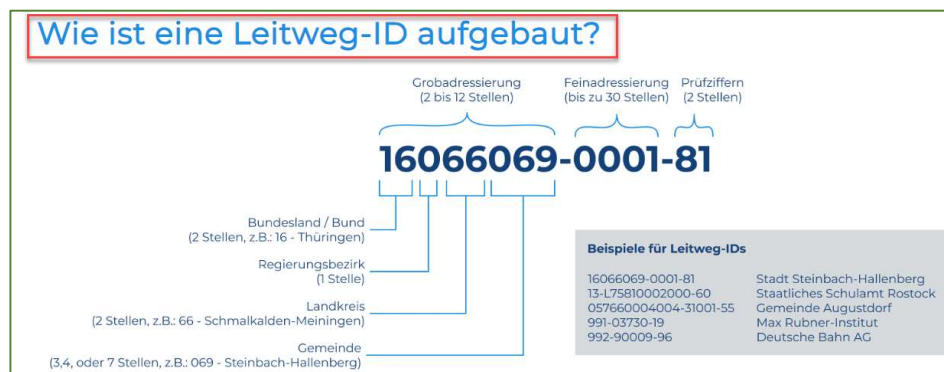 Wie ist eine Leitweg-ID aufgebaut?
Grobadressierung
(2 bis 12 Stellen)
Feinadressierung
(bis zu 30 Stellen)
Prüfziffern
(2 Stellen)
16066069-0001-81
Bundesland / Bund
(2 Stellen, z.B.: 16 - Thüringen)
Regierungsbezirk
(1 Stelle)
Landkreis
(2 Stellen, z.B.: 66 - Schmalkalden-Meiningen)
Gemeinde
(3,4, oder 7 Stellen, z.B.: 069 - Steinbach-Hallenberg)
Beispiele für Leitweg-IDs
16066069-0001-81 Stadt Steinbach-Hallenberg
13-L75810002000-60 Staatliches Schulamt Rostock
057660004004-31001-55 Gemeinde Augustdorf
991-03730-19 Max Rubner-Institut
992-90009-96 Deutsche Bahn AG